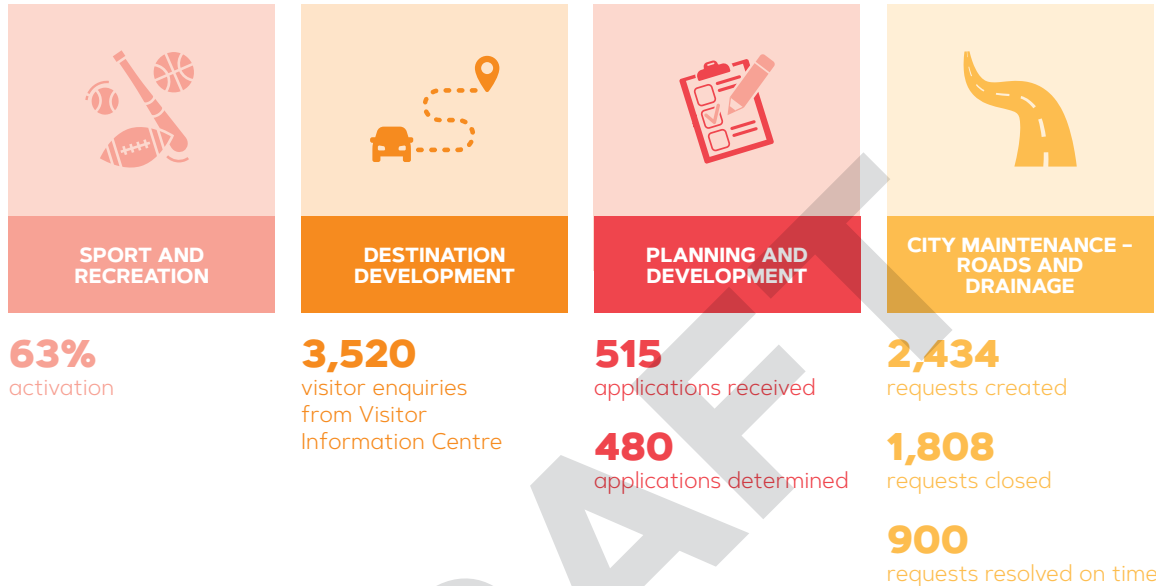 SPORT AND
RECREATION
63%
activation
DESTINATION
DEVELOPMENT
3,520
visitor enquiries
from Visitor
Information Centre
PLANNING AND
DEVELOPMENT
515
applications received
480
applications determined
CITY MAINTENANCE –
ROADS AND
DRAINAGE
2,434
requests created
1,808
requests closed
900
requests resolved on time
DRAFT